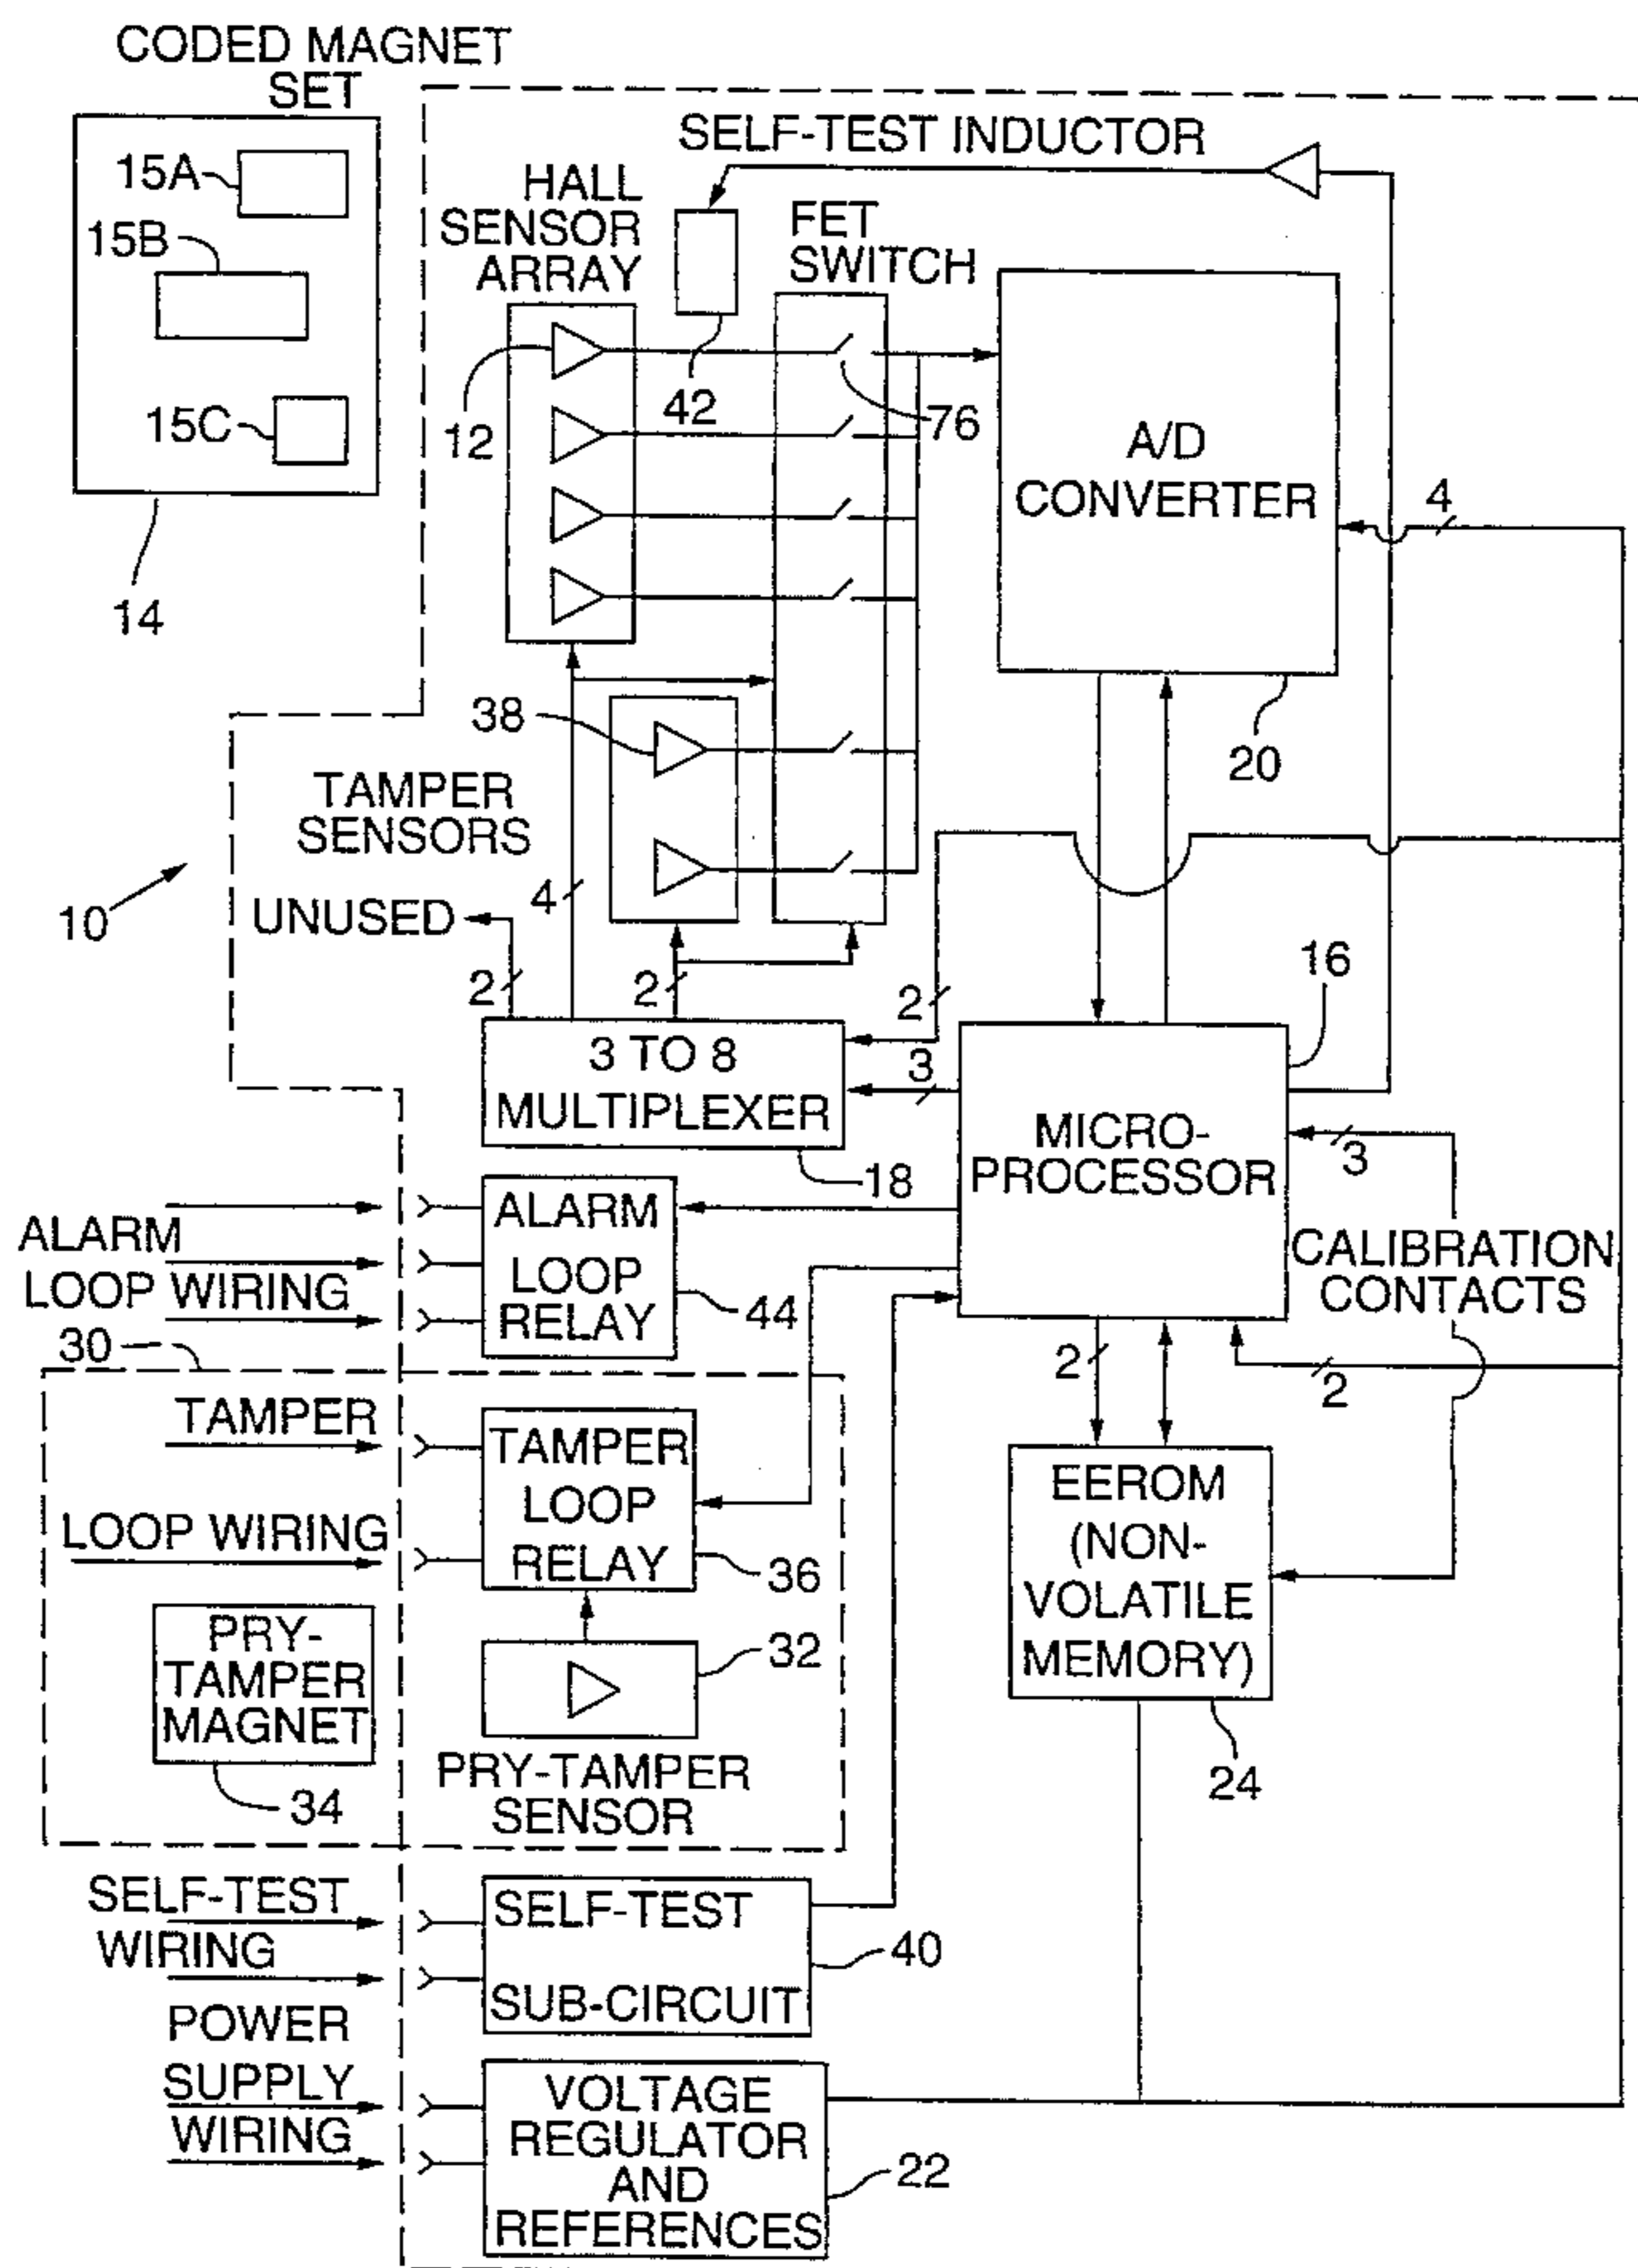 CODED MAGNET
SET
15A
15B
15C
14
SELF-TEST INDUCTOR
HALL
SENSOR
ARRAY
FET
SWITCH
12
42
76
A/D
CONVERTER
4
20
38
TAMPER
SENSORS
10
UNUSED
4
2
2
2
3
16
3 TO 8
MULTIPLEXER
18
MICRO-
PROCESSOR
3
CALIBRATION
CONTACTS
ALARM
LOOP WIRING
ALARM
LOOP
RELAY
44
30
2
2
TAMPER
LOOP WIRING
TAMPER
LOOP
RELAY
36
EEROM
(NON-
VOLATILE
MEMORY)
24
PRY-
TAMPER
MAGNET
34
32
PRY-TAMPER
SENSOR
SELF-TEST
WIRING
SELF-TEST
SUB-CIRCUIT
40
POWER
SUPPLY
WIRING
VOLTAGE
REGULATOR
AND
REFERENCES
22